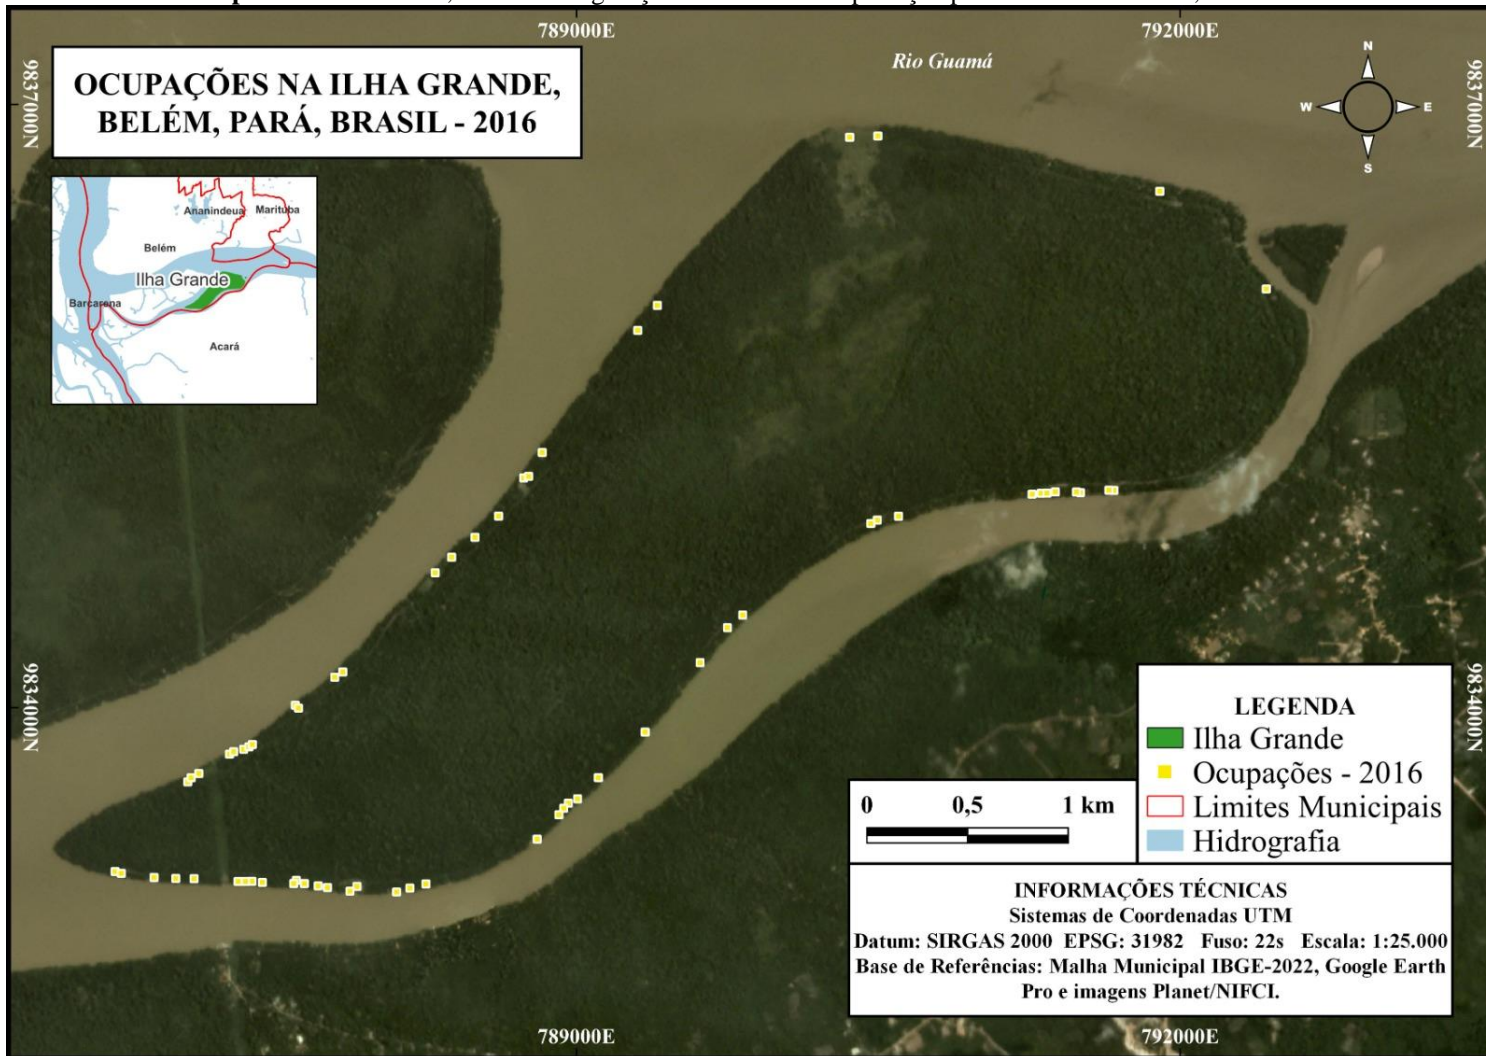 789000E
792000E
Rio Guamá
OCUPAÇÕES NA ILHA GRANDE,
BELÉM, PARÁ, BRASIL - 2016
9837000N
9837000N
N
W
E
S
Ananindeua
Marituba
Belém
Ilha Grande
Barcarena
Acará
9834000N
9834000N
LEGENDA
Ilha Grande
Ocupações - 2016
Limites Municipais
Hidrografia
0 0,5 1 km
INFORMAÇÕES TÉCNICAS
Sistemas de Coordenadas UTM
Datum: SIRGAS 2000 EPSG: 31982 Fuso: 22s Escala: 1:25.000
Base de Referências: Malha Municipal IBGE-2022, Google Earth
Pro e imagens Planet/NIFCI.
789000E
792000E